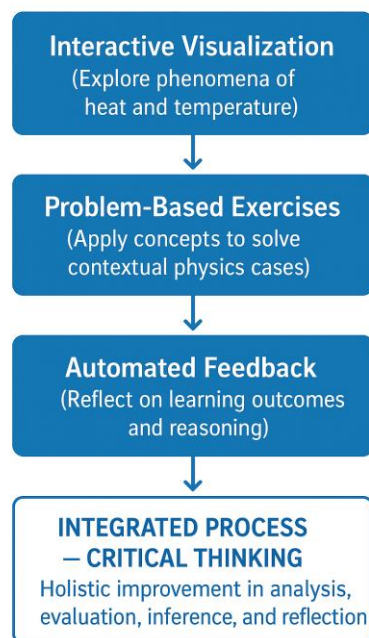 Interactive Visualization
(Explore phenomena of
heat and temperature)
Problem-Based Exercises
(Apply concepts to solve
contextual physics cases)
Automated Feedback
(Reflect on learning outcomes
and reasoning)
INTEGRATED PROCESS
— CRITICAL THINKING
Holistic improvement in analysis,
evaluation, inference, and reflection